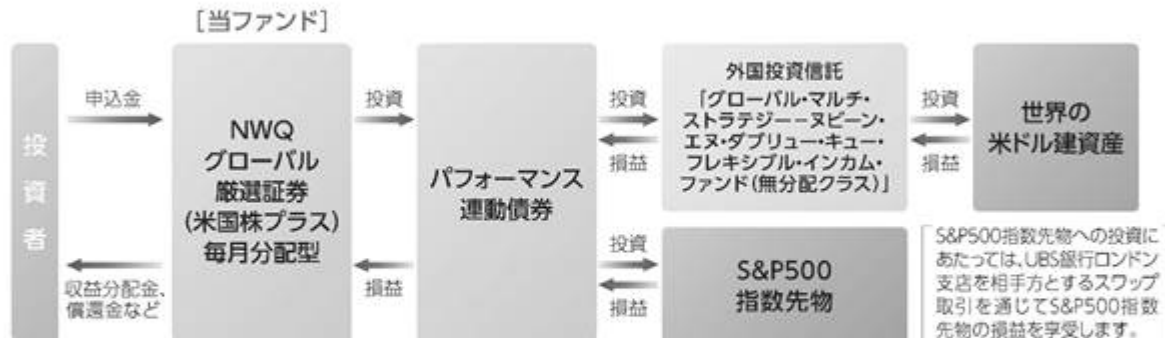 [当ファンド]
投資者
申込金
収益分配金、
償還金など
NWQ
グローバル
厳選証券
(米国株プラス)
毎月分配型
投資
損益
パフォーマンス
連動債券
投資
損益
外国投資信託
「グローバル・マルチ・
ストラテジーーヌビーン・
エヌ・ダブリュー・キュー・
フレキシブル・インカム・
ファンド(無分配クラス)」
投資
損益
世界の
米ドル建資産
投資
損益
S&P500
指数先物
S&P500指数先物への投資に
あたっては、UBS銀行ロンドン
支店を相手方とするスワップ
取引を通じてS&P500指数
先物の損益を享受します。